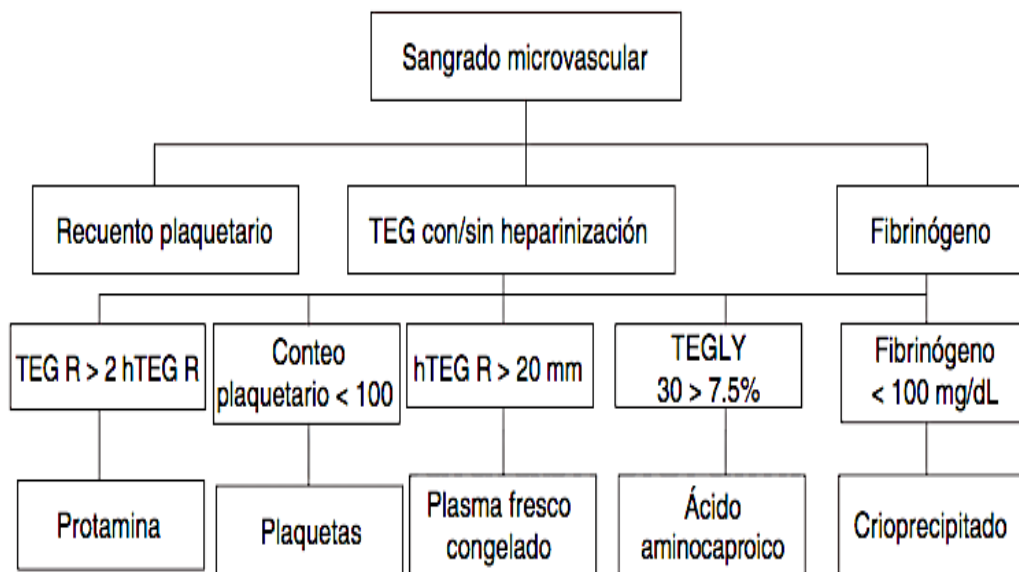 Sangrado microvascular
Recuento plaquetario
TEG con/sin heparinización
Fibrinógeno
TEG R > 2 hTEG R
Conteo
plaquetario < 100
hTEG R > 20 mm
TEGLY
30 > 7.5%
Fibrinógeno
< 100 mg/dL
Protamina
Plaquetas
Plasma fresco
congelado
Ácido
aminocaproico
Crioprecipitado